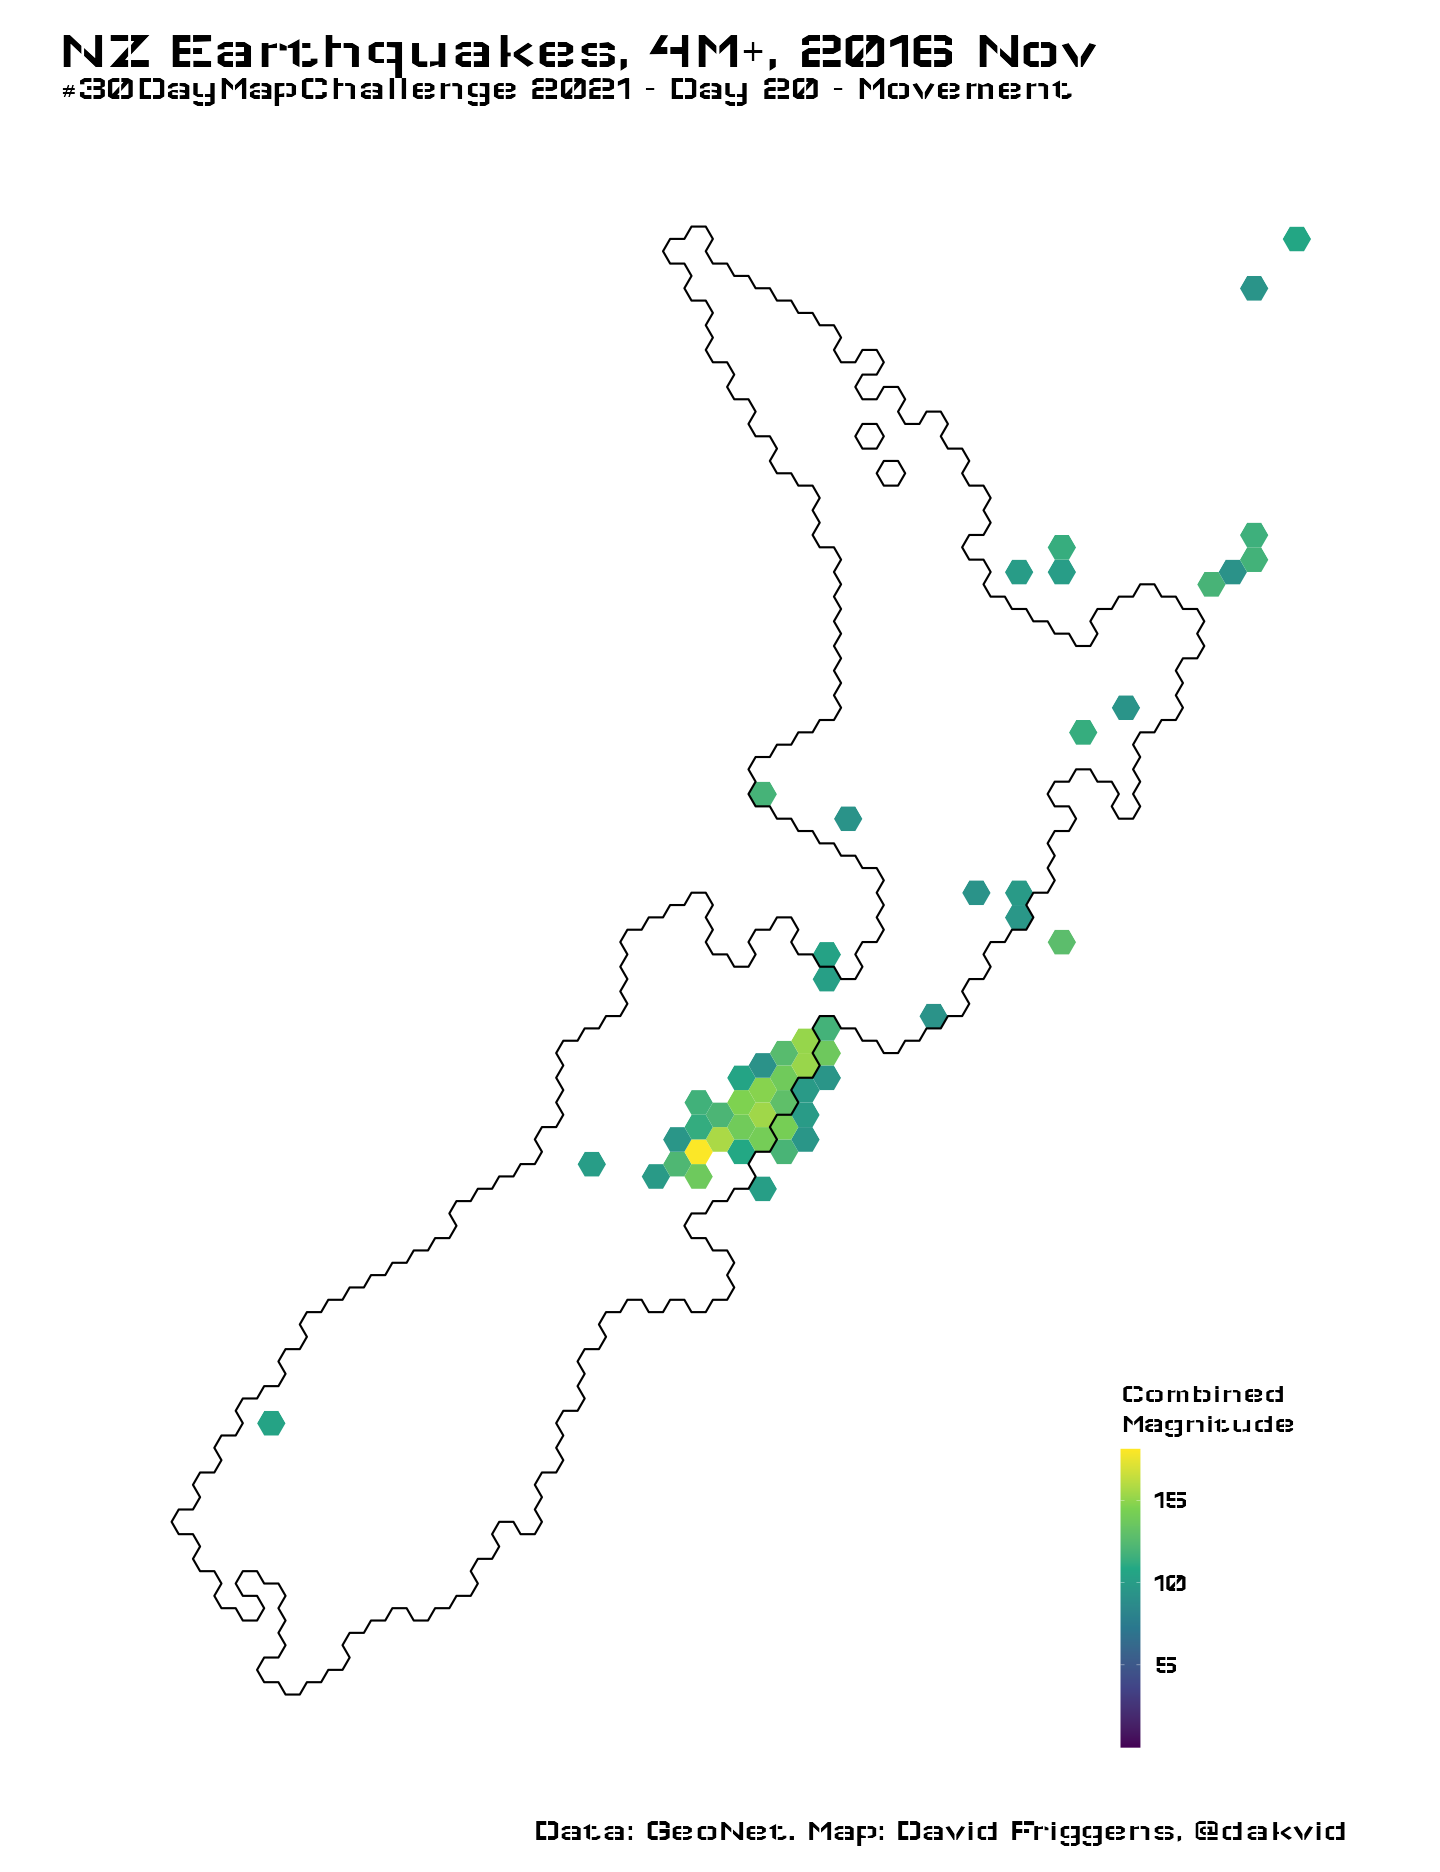 NZ Earthquakes, 4M+, 2016 Nov
#30DayMapChallenge 2021 - Day 20 - Movement
Combined
Magnitude
15
10
5
Data: GeoNet. Map: David Friggens, @dakvid